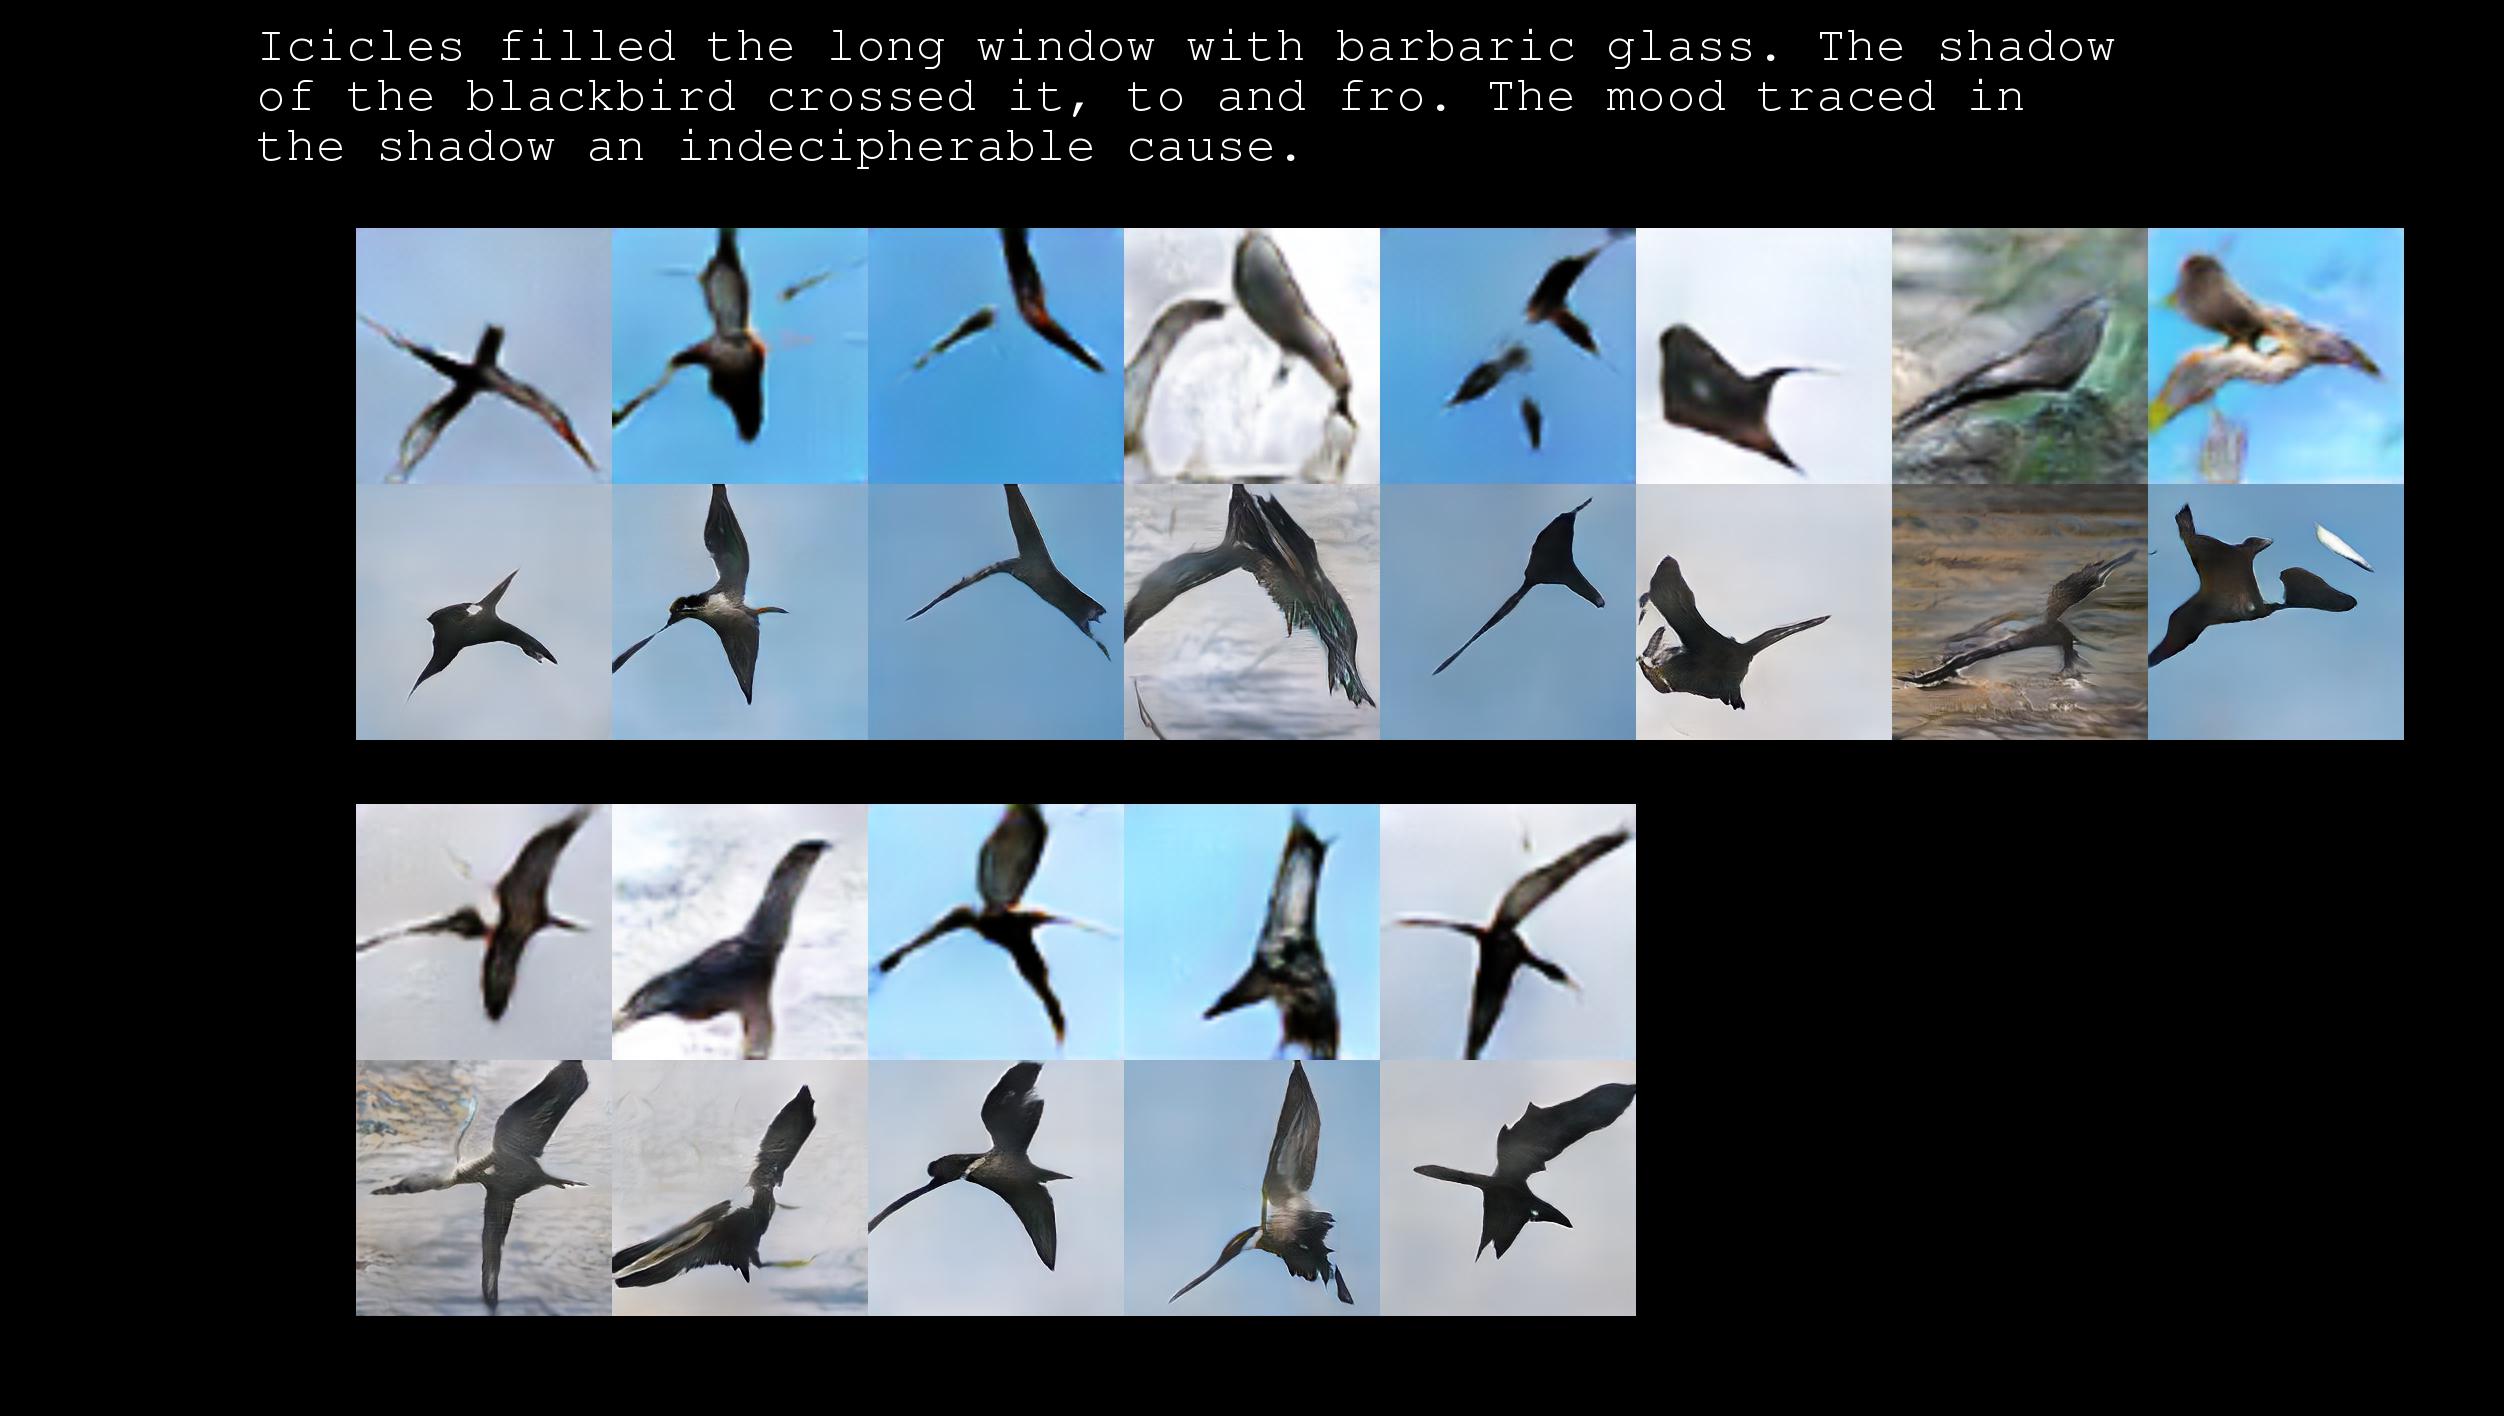 Icicles filled the long window with barbaric glass. The shadow
of the blackbird crossed it, to and fro. The mood traced in
the shadow an indecipherable cause.